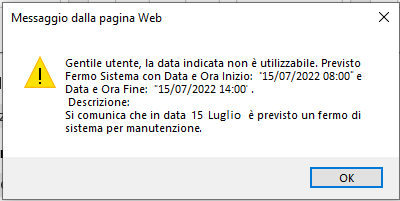 Messaggio dalla pagina Web
Gentile utente, la data indicata non è utilizzabile. Previsto
Fermo Sistema con Data e Ora Inizio: "15/07/2022 08:00" e
Data e Ora Fine: "15/07/2022 14:00".
Descrizione:
Si comunica che in data 15 Luglio è previsto un fermo di
sistema per manutenzione.
OK